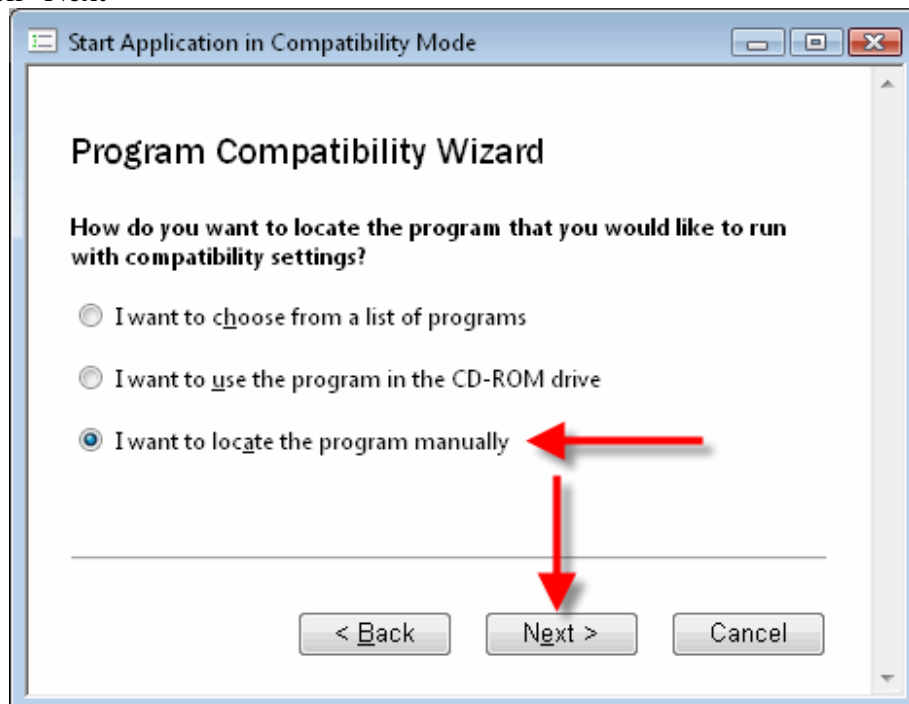 Start Application in Compatibility Mode
Program Compatibility Wizard
How do you want to locate the program that you would like to run
with compatibility settings?
I want to choose from a list of programs
I want to use the program in the CD-ROM drive
I want to locate the program manually
< Back
Next >
Cancel